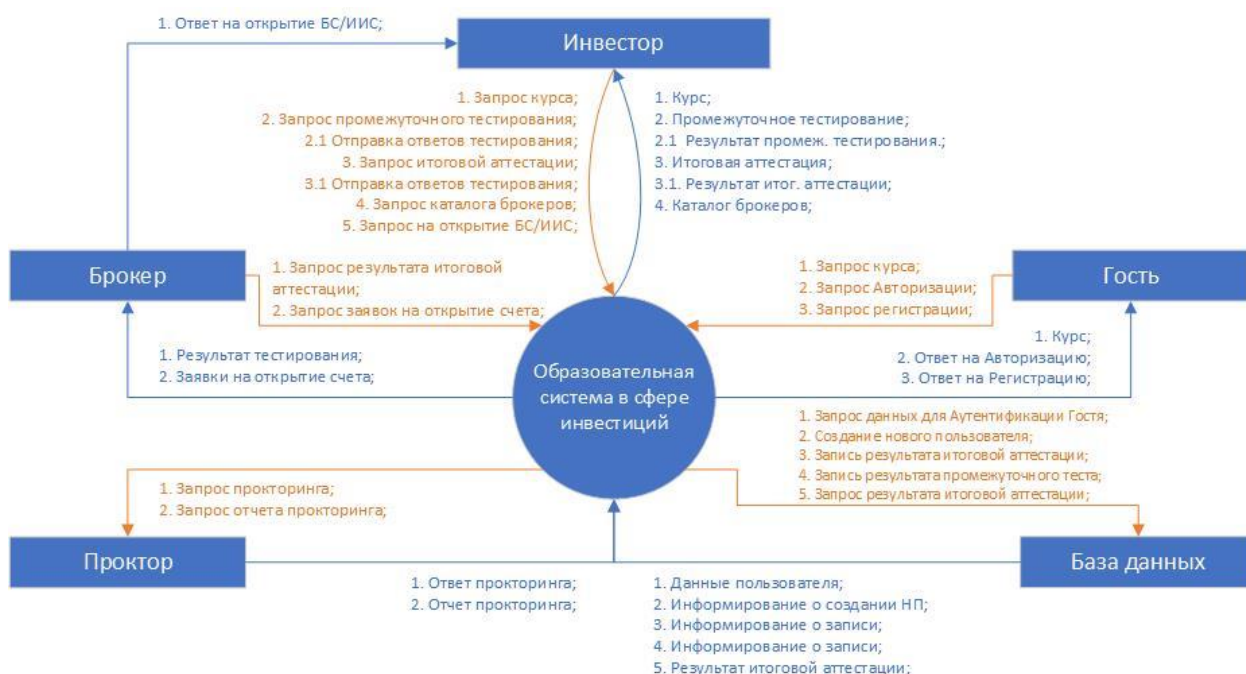 1. Ответ на открытие БС/ИИС;
Инвестор
1. Запрос курса;
2. Запрос промежуточного тестирования;
2.1 Отправка ответов тестирования;
3. Запрос итоговой аттестации;
3.1 Отправка ответов тестирования;
4. Запрос каталога брокеров;
5. Запрос на открытие БС/ИИС;
1. Курс;
2. Промежуточное тестирование;
2.1 Результат промеж. тестирования.;
3. Итоговая аттестация;
3.1. Результат итог. аттестации;
4. Каталог брокеров;
Брокер
1. Запрос результата итоговой
аттестации;
2. Запрос заявок на открытие счета;
1. Запрос курса;
2. Запрос Авторизации;
3. Запрос регистрации;
Гость
1. Результат тестирования;
2. Заявки на открытие счета;
Образовательная
система в сфере
инвестиций
1. Курс;
2. Ответ на Авторизацию;
3. Ответ на Регистрацию;
1. Запрос данных для Аутентификации Гостя;
2. Создание нового пользователя;
3. Запись результата итоговой аттестации;
4. Запись результата промежуточного теста;
5. Запрос результата итоговой аттестации;
1. Запрос прокторинга;
2. Запрос отчета прокторинга;
Проктор
База данных
1. Ответ прокторинга;
2. Отчет прокторинга;
1. Данные пользователя;
2. Информирование о создании НП;
3. Информирование о записи;
4. Информирование о записи;
5. Результат итоговой аттестации;